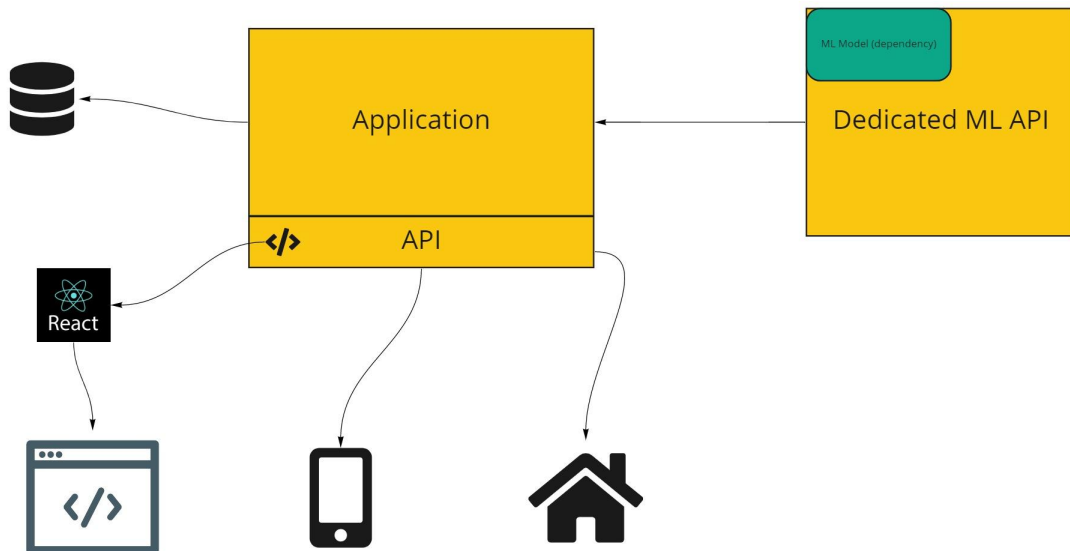 ML Model (dependency)
Application
Dedicated ML API
</> API
React
</>